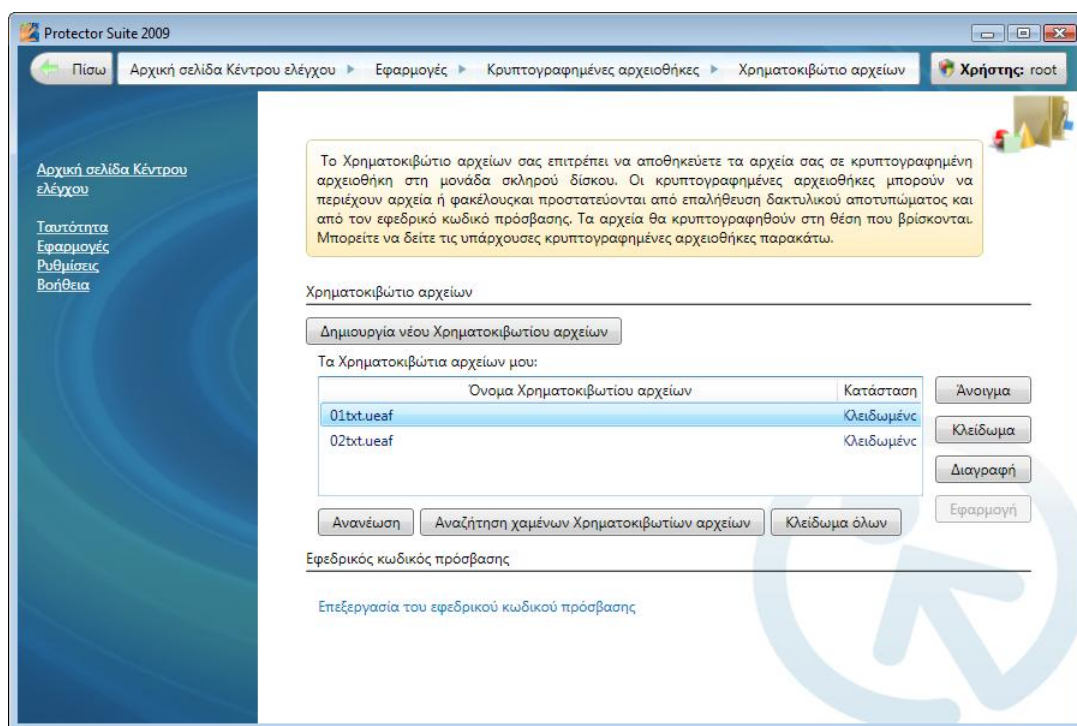 Protector Suite 2009
Πίσω Αρχική σελίδα Κέντρου ελέγχου Εφαρμογές Κρυπτογραφημένες αρχειοθήκες Χρηματοκιβώτιο αρχείων Χρήστης: root
Αρχική σελίδα Κέντρου
ελέγχου
Ταυτότητα
Εφαρμογές
Ρυθμίσεις
Βοήθεια
Το Χρηματοκιβώτιο αρχείων σας επιτρέπει να αποθηκεύετε τα αρχεία σας σε κρυπτογραφημένη
αρχειοθήκη στη μονάδα σκληρού δίσκου. Οι κρυπτογραφημένες αρχειοθήκες μπορούν να
περιέχουν αρχεία ή φακέλουςκαι προστατεύονται από επαλήθευση δακτυλικού αποτυπώματος και
από τον εφεδρικό κωδικό πρόσβασης. Τα αρχεία θα κρυπτογραφηθούν στη θέση που βρίσκονται.
Μπορείτε να δείτε τις υπάρχουσες κρυπτογραφημένες αρχειοθήκες παρακάτω.
Χρηματοκιβώτιο αρχείων
Δημιουργία νέου Χρηματοκιβωτίου αρχείων
Τα Χρηματοκιβώτια αρχείων μου:
Όνομα Χρηματοκιβωτίου αρχείων Κατάσταση Άνοιγμα
01txt.ueaf Κλειδωμένο
02txt.ueaf Κλειδωμένο
Κλείδωμα
Διαγραφή
Εφαρμογή
Ανανέωση Αναζήτηση χαμένων Χρηματοκιβωτίων αρχείων Κλείδωμα όλων
Εφεδρικός κωδικός πρόσβασης
Επεξεργασία του εφεδρικού κωδικού πρόσβασης